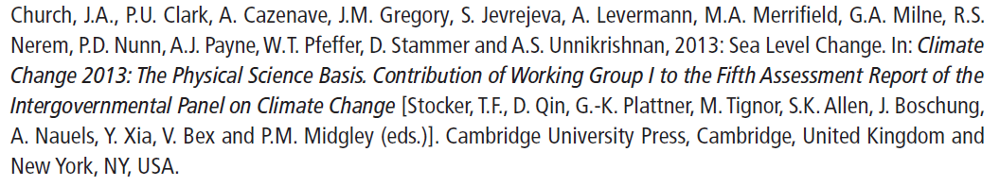 Church, J.A., P.U. Clark, A. Cazenave, J.M. Gregory, S. Jevrejeva, A. Levermann, M.A. Merrifield, G.A. Milne, R.S.
Nerem, P.D. Nunn, A.J. Payne, W.T. Pfeffer, D. Stammer and A.S. Unnikrishnan, 2013: Sea Level Change. In: Climate
Change 2013: The Physical Science Basis. Contribution of Working Group I to the Fifth Assessment Report of the
Intergovernmental Panel on Climate Change [Stocker, T.F., D. Qin, G.-K. Plattner, M. Tignor, S.K. Allen, J. Boschung,
A. Nauels, Y. Xia, V. Bex and P.M. Midgley (eds.)]. Cambridge University Press, Cambridge, United Kingdom and
New York, NY, USA.